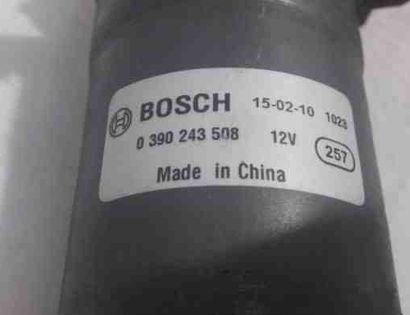 BOSCH 15-02-10 1023
0 390 243 508 12V 257
Made in China